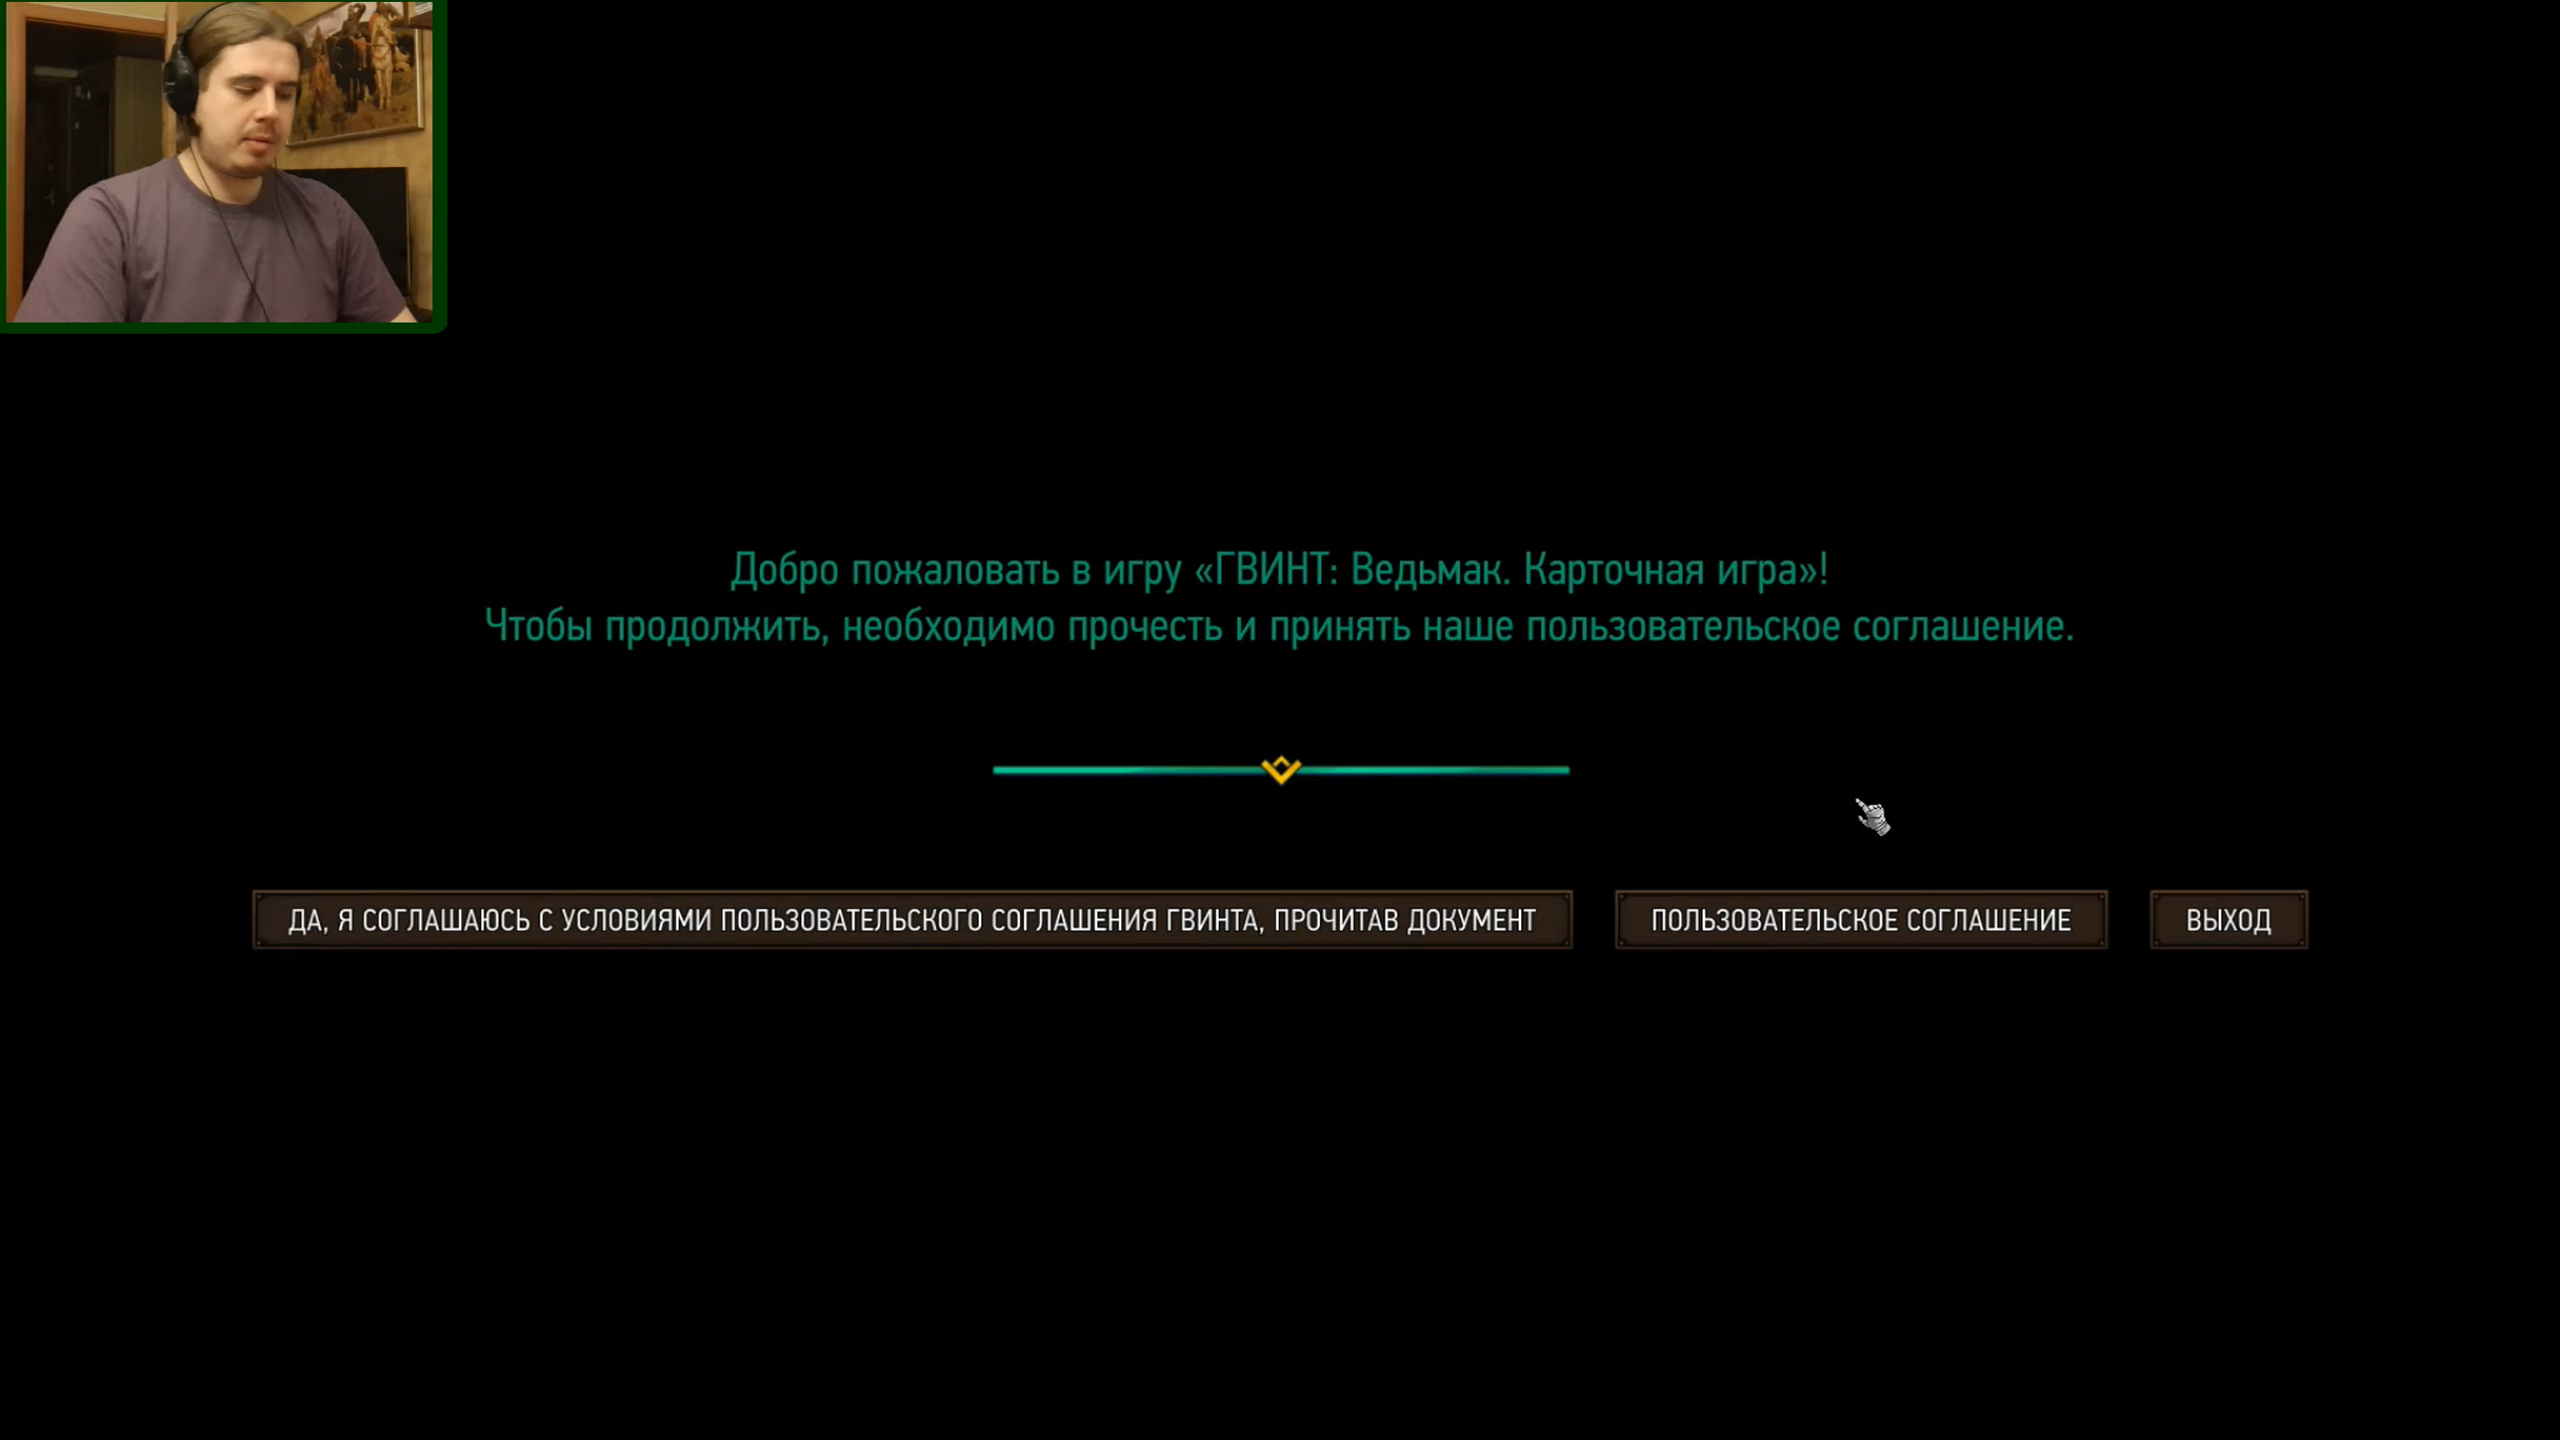 Добро пожаловать в игру «ГВИНТ: Ведьмак. Карточная игра»!
Чтобы продолжить, необходимо прочесть и принять наше пользовательское соглашение.
ДА, Я СОГЛАШАЮСЬ С УСЛОВИЯМИ ПОЛЬЗОВАТЕЛЬСКОГО СОГЛАШЕНИЯ ГВИНТА, ПРОЧИТАВ ДОКУМЕНТ
ПОЛЬЗОВАТЕЛЬСКОЕ СОГЛАШЕНИЕ
ВЫХОД